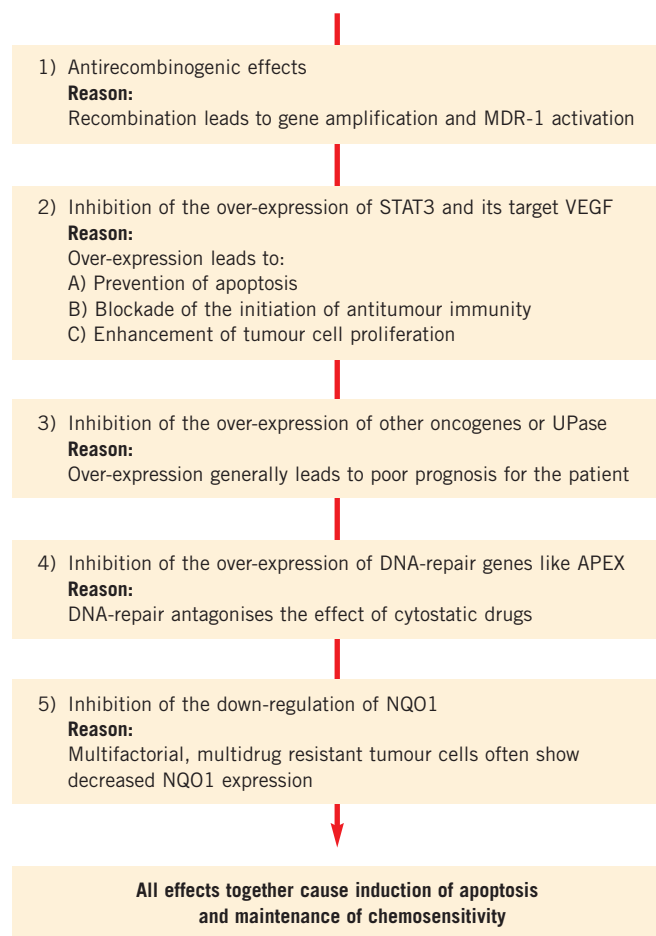 1) Antirecombinogenic effects
Reason:
Recombination leads to gene amplification and MDR-1 activation
2) Inhibition of the over-expression of STAT3 and its target VEGF
Reason:
Over-expression leads to:
A) Prevention of apoptosis
B) Blockade of the initiation of antitumour immunity
C) Enhancement of tumour cell proliferation
3) Inhibition of the over-expression of other oncogenes or UPase
Reason:
Over-expression generally leads to poor prognosis for the patient
4) Inhibition of the over-expression of DNA-repair genes like APEX
Reason:
DNA-repair antagonises the effect of cytostatic drugs
5) Inhibition of the down-regulation of NQO1
Reason:
Multifactorial, multidrug resistant tumour cells often show
decreased NQO1 expression
All effects together cause induction of apoptosis
and maintenance of chemosensitivity